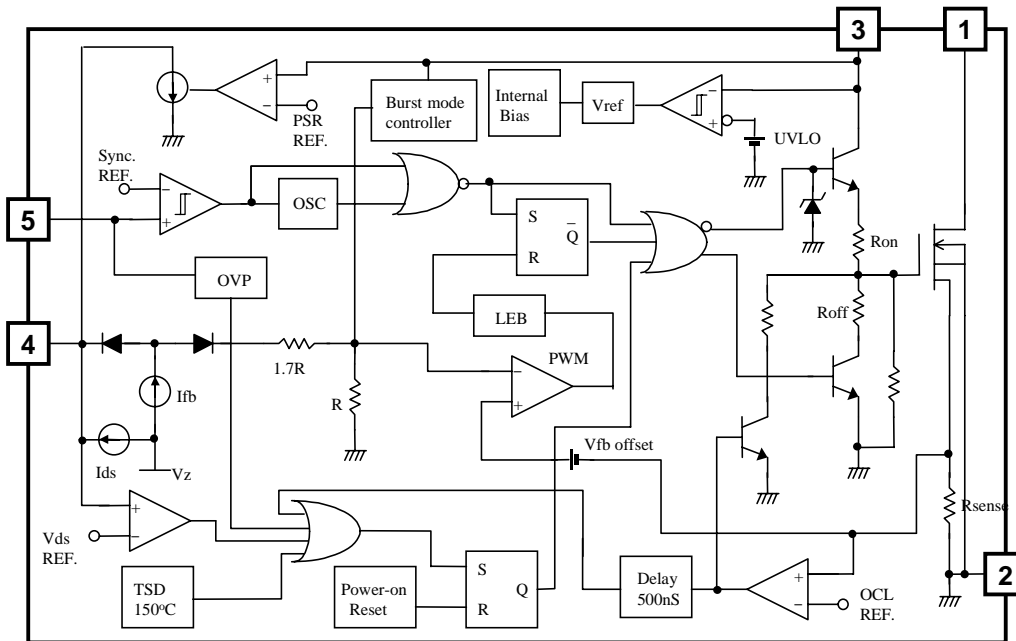 3
1
+
−
PSR
REF.
Burst mode
controller
Internal
Bias
Vref
−
+
UVLO
Sync.
REF.
−
+
5
OSC
S
R
Q
Ron
OVP
LEB
Roff
4
1.7R
PWM
−
+
R
Ifb
Ids
Vz
Vfb offset
Rsense
+
−
Vds
REF.
TSD
150°C
Power-on
Reset
S
R
Q
Delay
500nS
+
−
OCL
REF.
2